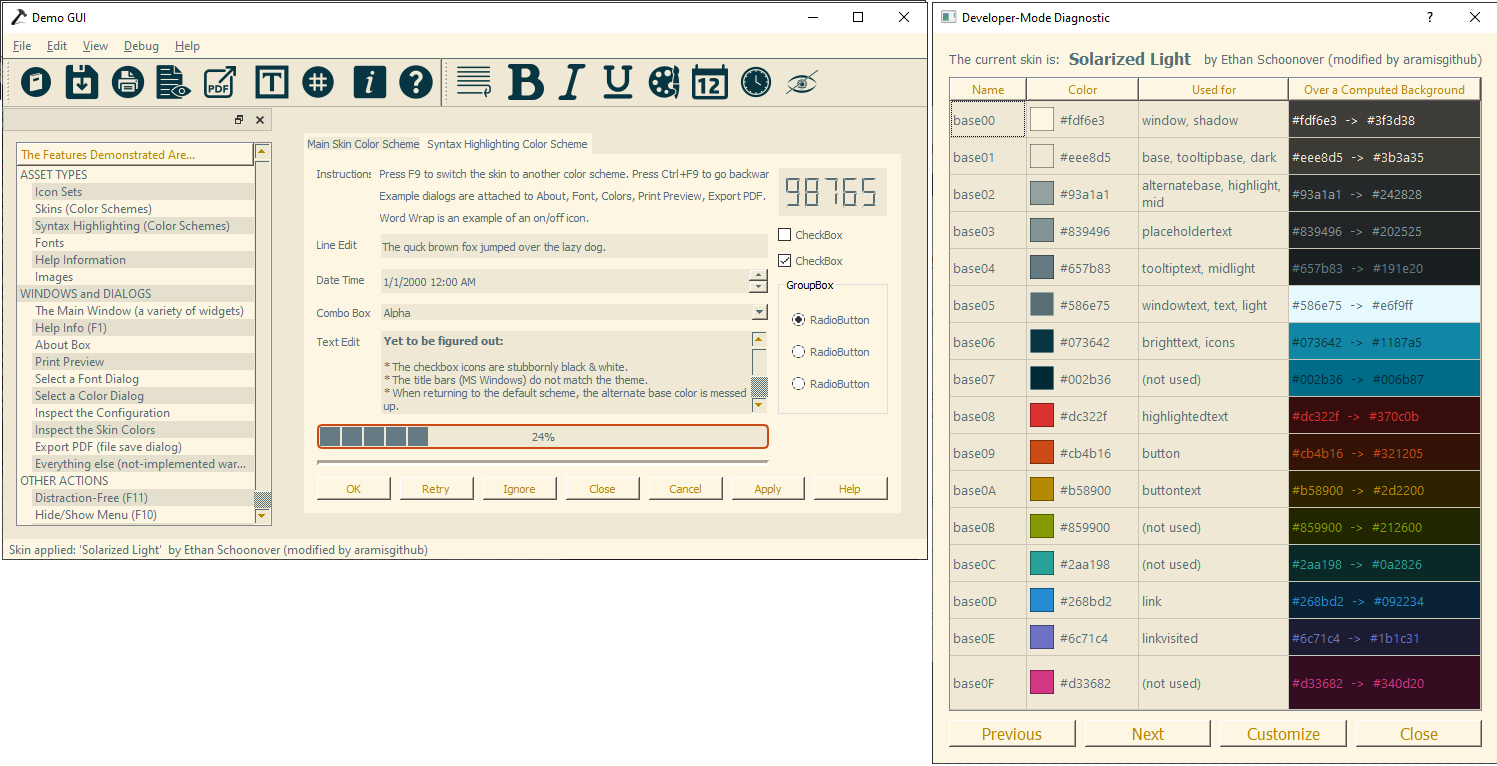 Demo GUI
File Edit View Debug Help
PDF T # i ? B I U 12
The Features Demonstrated Are...
ASSET TYPES
Icon Sets
Skins (Color Schemes)
Syntax Highlighting (Color Schemes)
Fonts
Help Information
Images
WINDOWS and DIALOGS
The Main Window (a variety of widgets)
Help Info (F1)
About Box
Print Preview
Select a Font Dialog
Select a Color Dialog
Inspect the Configuration
Inspect the Skin Colors
Export PDF (file save dialog)
Everything else (not-implemented war...
OTHER ACTIONS
Distraction-Free (F11)
Hide/Show Menu (F10)
Main Skin Color Scheme Syntax Highlighting Color Scheme
Instructions Press F9 to switch the skin to another color scheme. Press Ctrl+F9 to go backwar
Example dialogs are attached to About, Font, Colors, Print Preview, Export PDF.
Word Wrap is an example of an on/off icon.
98765
Line Edit The quck brown fox jumped over the lazy dog.
Date Time 1/1/2000 12:00 AM
Combo Box Alpha
Text Edit Yet to be figured out:
* The checkbox icons are stubbornly black & white.
* The title bars (MS Windows) do not match the theme.
* When returning to the default scheme, the alternate base color is messed
up.
CheckBox
CheckBox
GroupBox
RadioButton
RadioButton
RadioButton
24%
OK Retry Ignore Close Cancel Apply Help
Skin applied: 'Solarized Light' by Ethan Schoonover (modified by aramisgithub)
Developer-Mode Diagnostic ?
The current skin is: Solarized Light by Ethan Schoonover (modified by aramisgithub)
Name Color Used for Over a Computed Background
base00 #fdf6e3 window, shadow #fdf6e3 -> #3f3d38
base01 #eee8d5 base, tooltipbase, dark #eee8d5 -> #3b3a35
base02 #93a1a1 alternatebase, highlight, #93a1a1 -> #242828
mid
base03 #839496 placeholdertext #839496 -> #202525
base04 #657b83 tooltiptext, midlight #657b83 -> #191e20
base05 #586e75 windowtext, text, light #586e75 -> #e6f9ff
base06 #073642 brighttext, icons #073642 -> #1187a5
base07 #002b36 (not used) #002b36 -> #006b87
base08 #dc322f highlightedtext #dc322f -> #370c0b
base09 #cb4b16 button #cb4b16 -> #321205
base0A #b58900 buttontext #b58900 -> #2d2200
base0B #859900 (not used) #859900 -> #212600
base0C #2aa198 (not used) #2aa198 -> #0a2826
base0D #268bd2 link #268bd2 -> #092234
base0E #6c71c4 linkvisited #6c71c4 -> #1b1c31
base0F #d33682 (not used) #d33682 -> #340d20
Previous Next Customize Close